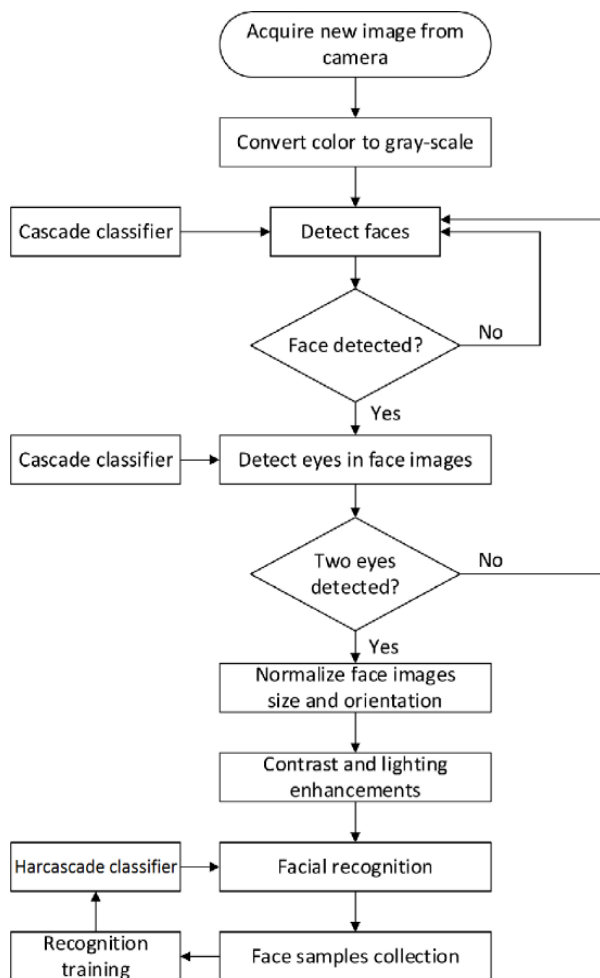 Acquire new image from
camera
Convert color to gray-scale
Cascade classifier
Detect faces
Face detected?
No
Yes
Cascade classifier
Detect eyes in face images
Two eyes
detected?
No
Yes
Normalize face images
size and orientation
Contrast and lighting
enhancements
Harcascade classifier
Facial recognition
Recognition
training
Face samples collection